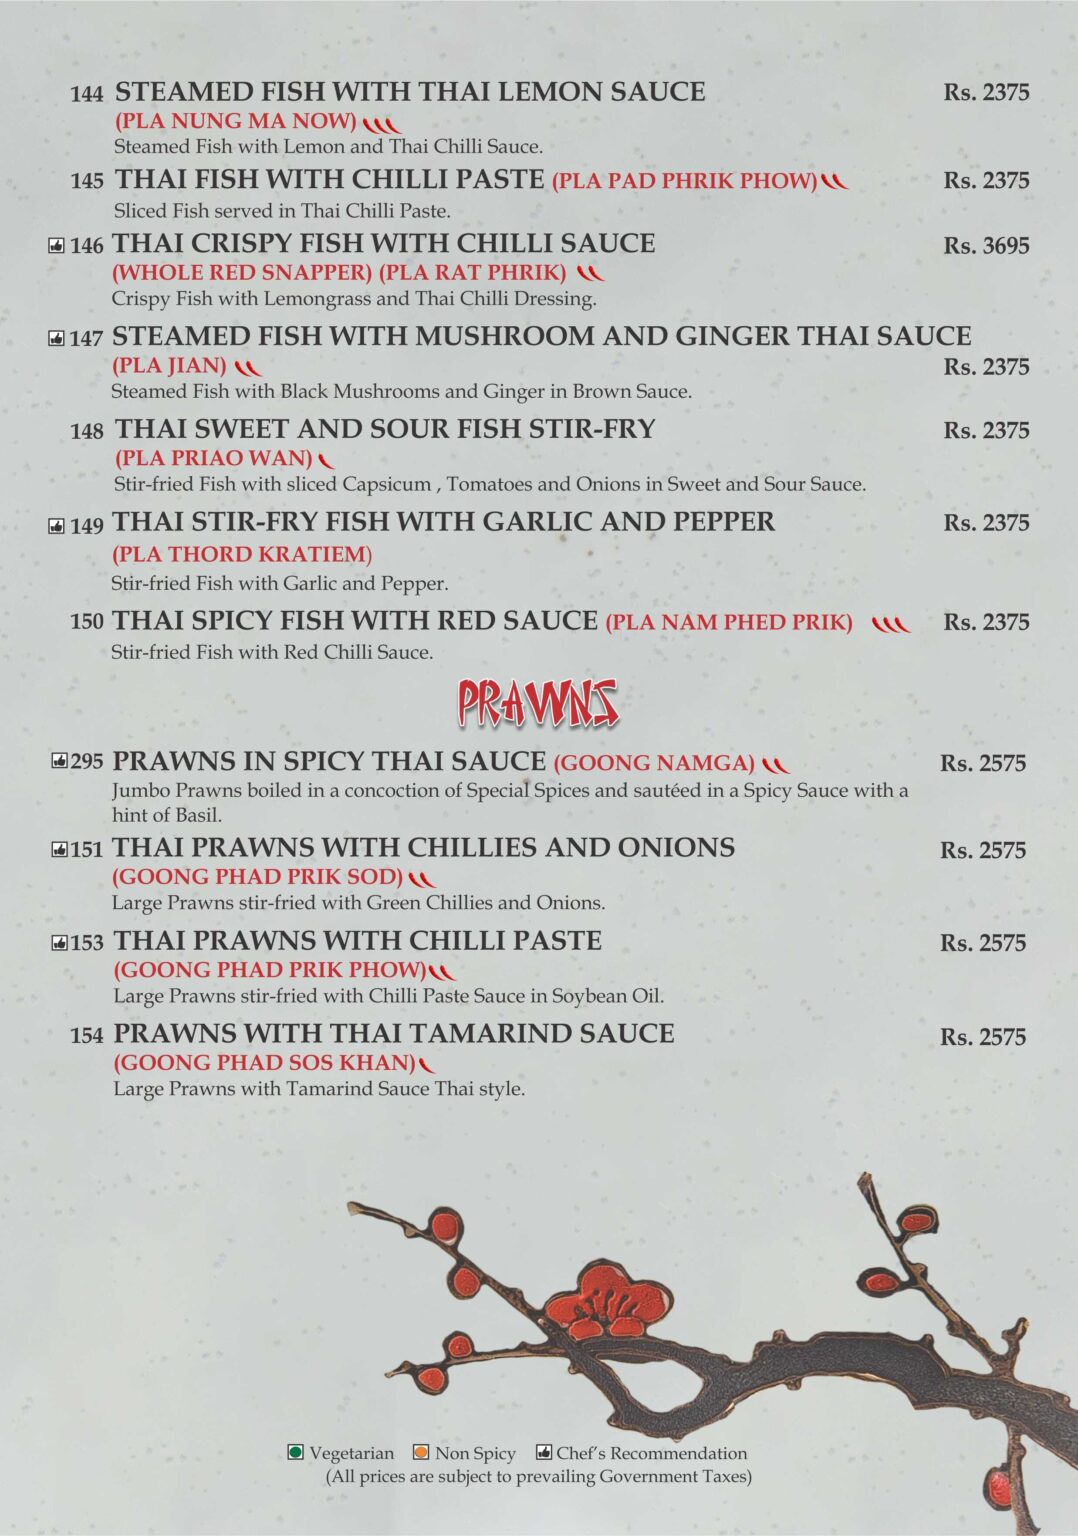 144 STEAMED FISH WITH THAI LEMON SAUCE Rs. 2375
(PLA NUNG MA NOW)
Steamed Fish with Lemon and Thai Chilli Sauce.
145 THAI FISH WITH CHILLI PASTE (PLA PAD PHRIK PHOW) Rs. 2375
Sliced Fish served in Thai Chilli Paste.
146 THAI CRISPY FISH WITH CHILLI SAUCE Rs. 3695
(WHOLE RED SNAPPER) (PLA RAT PHRIK)
Crispy Fish with Lemongrass and Thai Chilli Dressing.
147 STEAMED FISH WITH MUSHROOM AND GINGER THAI SAUCE
(PLA JIAN) Rs. 2375
Steamed Fish with Black Mushrooms and Ginger in Brown Sauce.
148 THAI SWEET AND SOUR FISH STIR-FRY Rs. 2375
(PLA PRIAO WAN)
Stir-fried Fish with sliced Capsicum , Tomatoes and Onions in Sweet and Sour Sauce.
149 THAI STIR-FRY FISH WITH GARLIC AND PEPPER Rs. 2375
(PLA THORD KRATIEM)
Stir-fried Fish with Garlic and Pepper.
150 THAI SPICY FISH WITH RED SAUCE (PLA NAM PHED PRIK) Rs. 2375
Stir-fried Fish with Red Chilli Sauce.
PRAWNS
295 PRAWNS IN SPICY THAI SAUCE (GOONG NAMGA) Rs. 2575
Jumbo Prawns boiled in a concoction of Special Spices and sautéed in a Spicy Sauce with a
hint of Basil.
151 THAI PRAWNS WITH CHILLIES AND ONIONS Rs. 2575
(GOONG PHAD PRIK SOD)
Large Prawns stir-fried with Green Chillies and Onions.
153 THAI PRAWNS WITH CHILLI PASTE Rs. 2575
(GOONG PHAD PRIK PHOW)
Large Prawns stir-fried with Chilli Paste Sauce in Soybean Oil.
154 PRAWNS WITH THAI TAMARIND SAUCE Rs. 2575
(GOONG PHAD SOS KHAN)
Large Prawns with Tamarind Sauce Thai style.
Vegetarian Non Spicy Chef's Recommendation
(All prices are subject to prevailing Government Taxes)